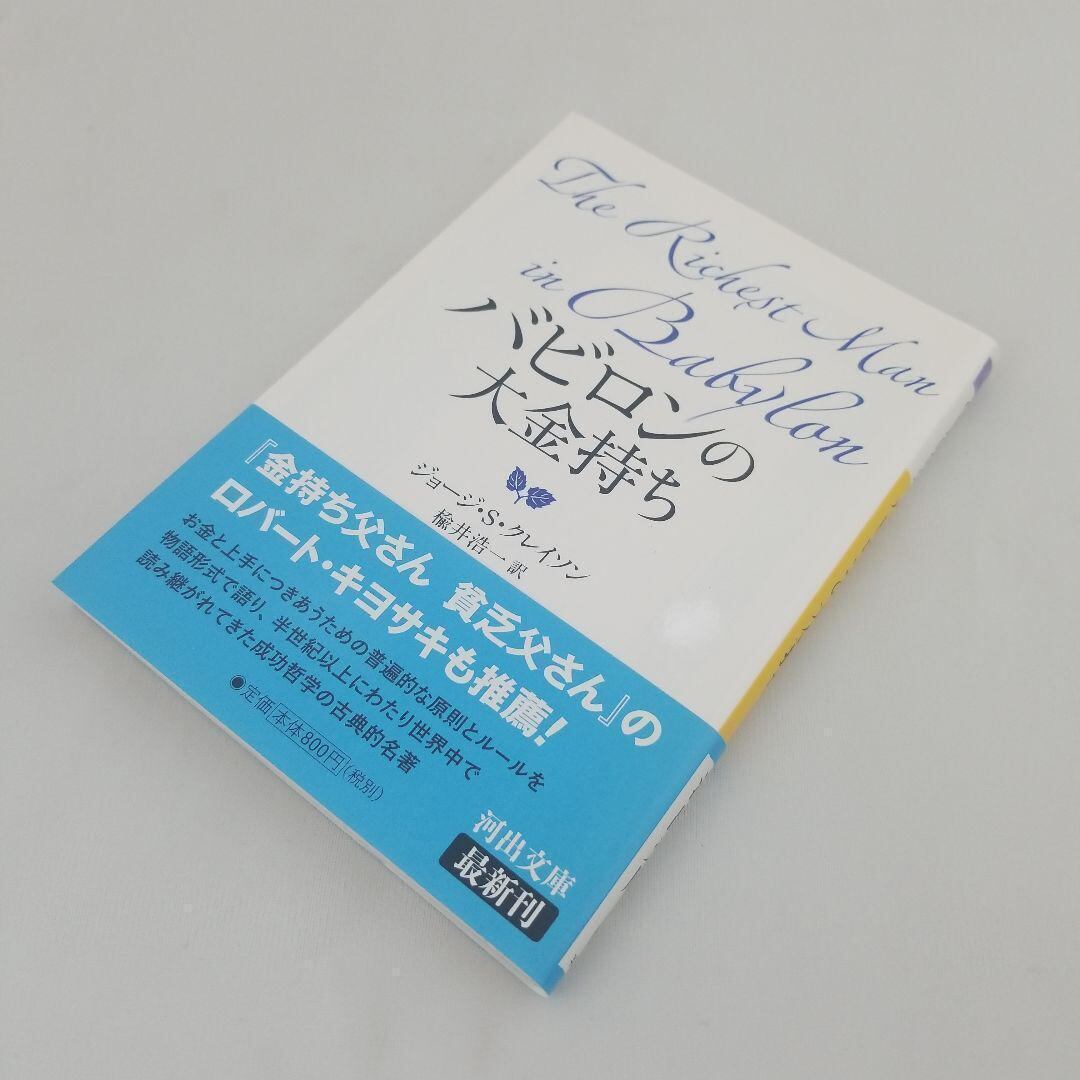 The Richest Man
in Babylon
バビロンの
大金持ち
ジョージ・S・クレイソン
楡井浩一 訳
『金持ち父さん 貧乏父さん』の
ロバート・キヨサキも推薦!
お金と上手につきあうための普遍的な原則とルールを
物語形式で語り、半世紀以上にわたり世界中で
読み継がれてきた成功哲学の古典的名著
●定価 本体800円(税別)
河出文庫
最新刊